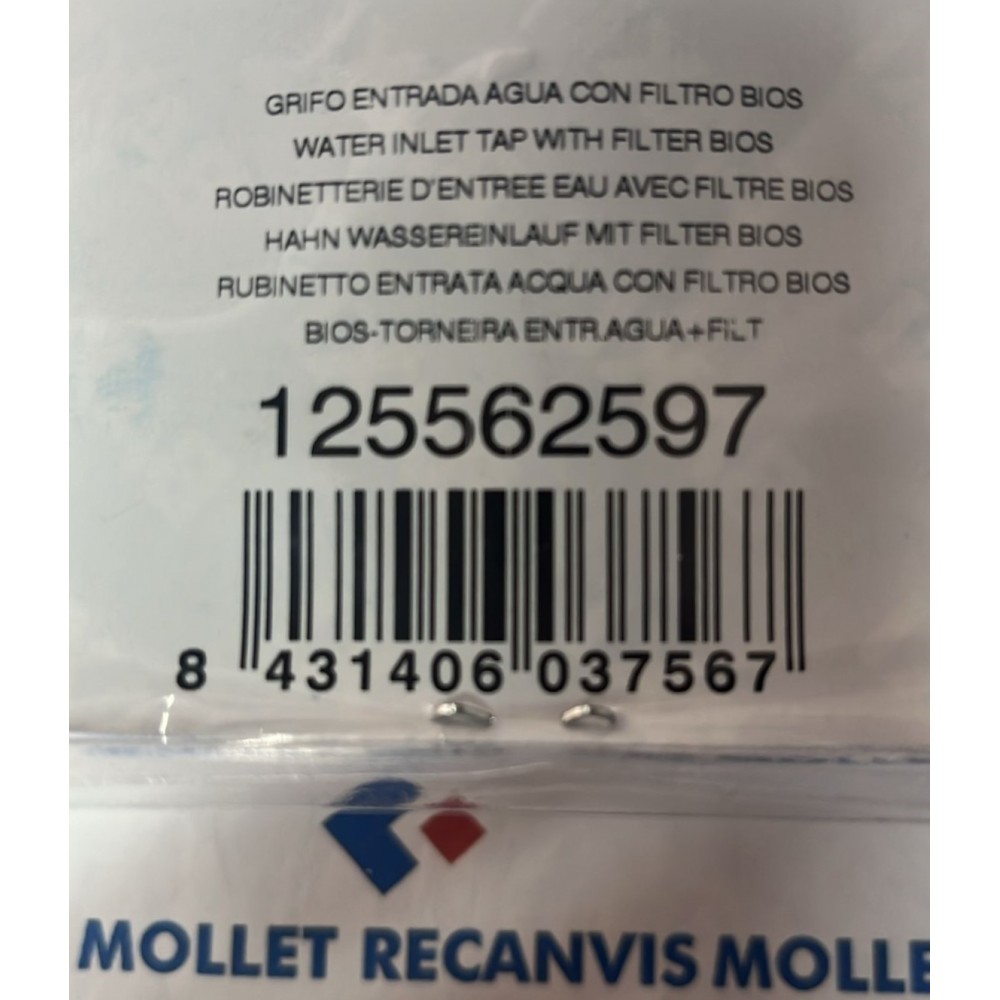 GRIFO ENTRADA AGUA CON FILTRO BIOS
WATER INLET TAP WITH FILTER BIOS
ROBINETTERIE D'ENTREE EAU AVEC FILTRE BIOS
HAHN WASSEREINLAUF MIT FILTER BIOS
RUBINETTO ENTRATA ACQUA CON FILTRO BIOS
BIOS-TORNEIRA ENTR.AGUA+FILT
125562597
8 431406 037567
MOLLET RECANVIS MOLLE